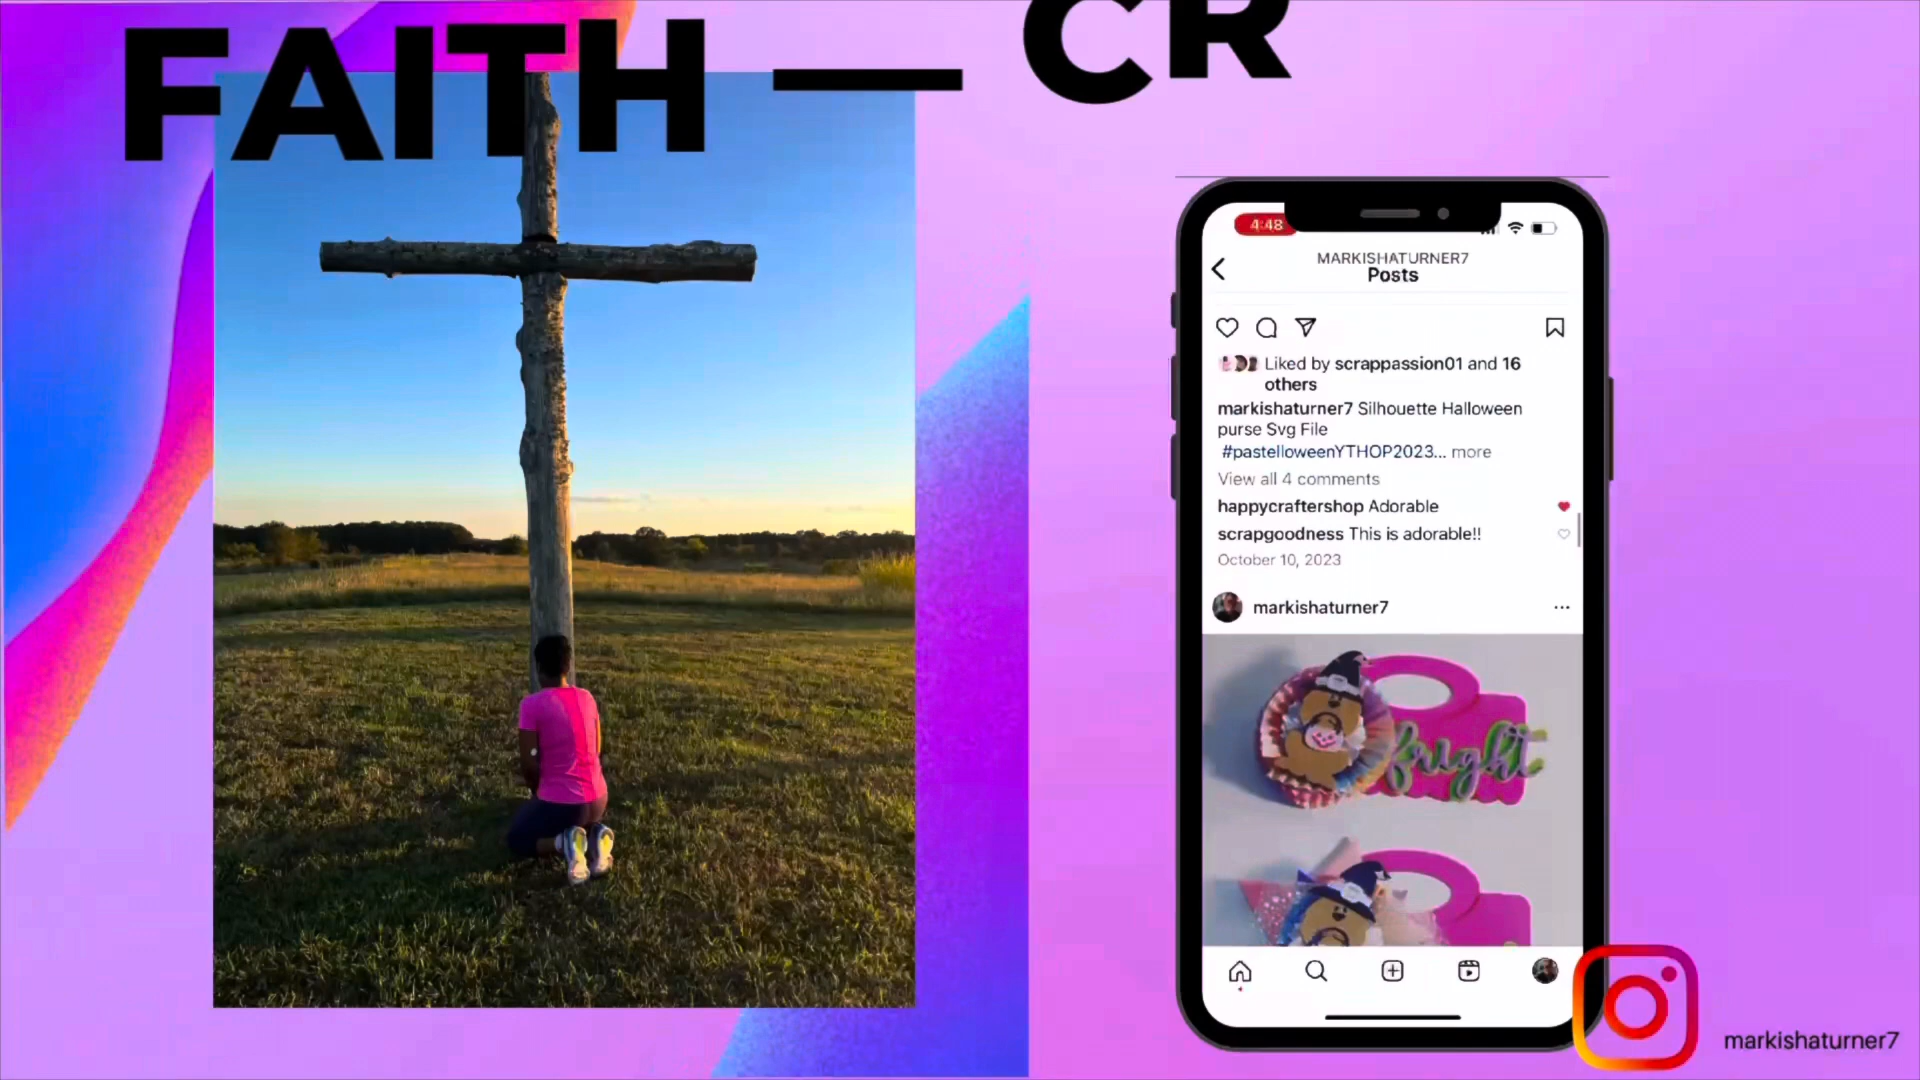 FAITH — CR
4:48
MARKISHATURNER7
Posts
Liked by scrappassion01 and 16
others
markishaturner7 Silhouette Halloween
purse Svg File
#pastelloweenYTHOP2023... more
View all 4 comments
happycraftershop Adorable
scrapgoodness This is adorable!!
October 10, 2023
markishaturner7
fright
markishaturner7